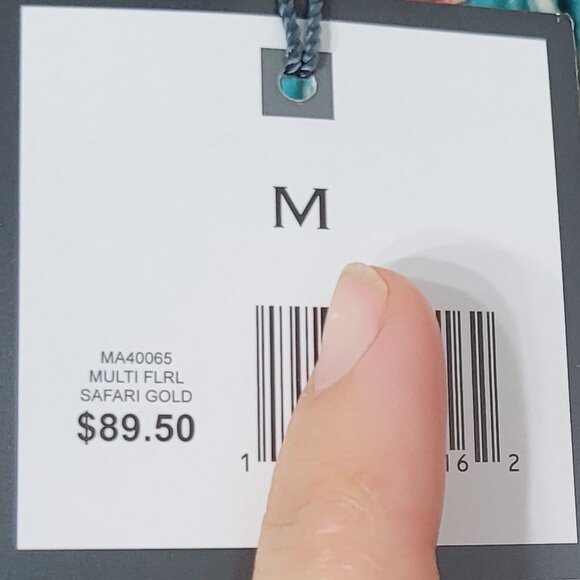 M
MA40065
MULTI FLRL
SAFARI GOLD
$89.50
1 16 2